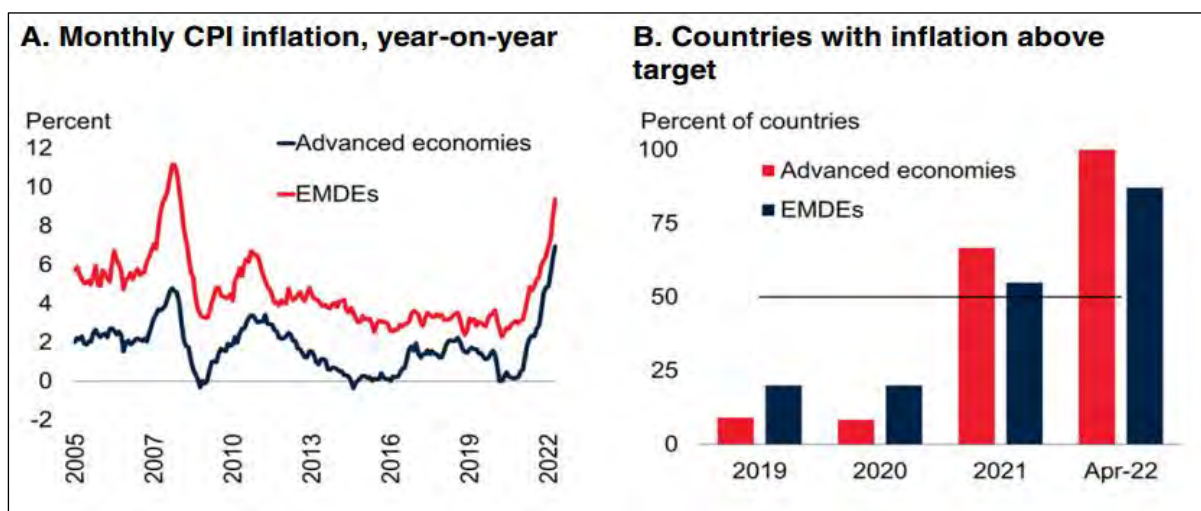 A. Monthly CPI inflation, year-on-year
Percent
12
10
8
6
4
2
0
-2
Advanced economies
EMDEs
2005
2007
2010
2013
2016
2019
2022
B. Countries with inflation above
target
Percent of countries
100
75
50
25
0
Advanced economies
EMDEs
2019
2020
2021
Apr-22